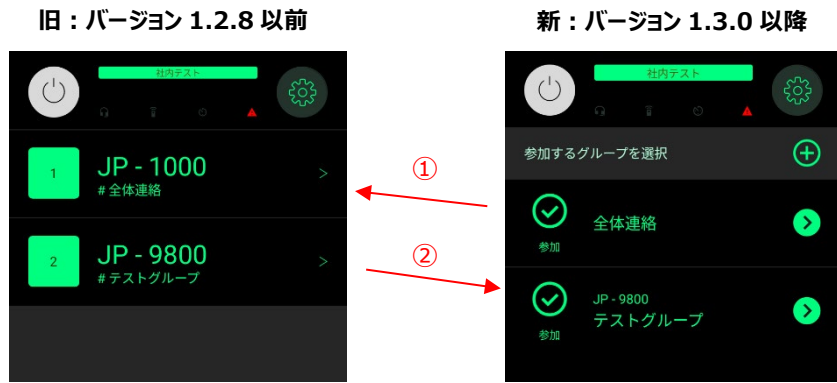 旧：バージョン 1.2.8 以前
新：バージョン 1.3.0 以降
社内テスト
1
JP - 1000
# 全体連絡
>
2
JP - 9800
# テストグループ
>
①
②
社内テスト
参加するグループを選択
参加
全体連絡
参加
JP - 9800
テストグループ